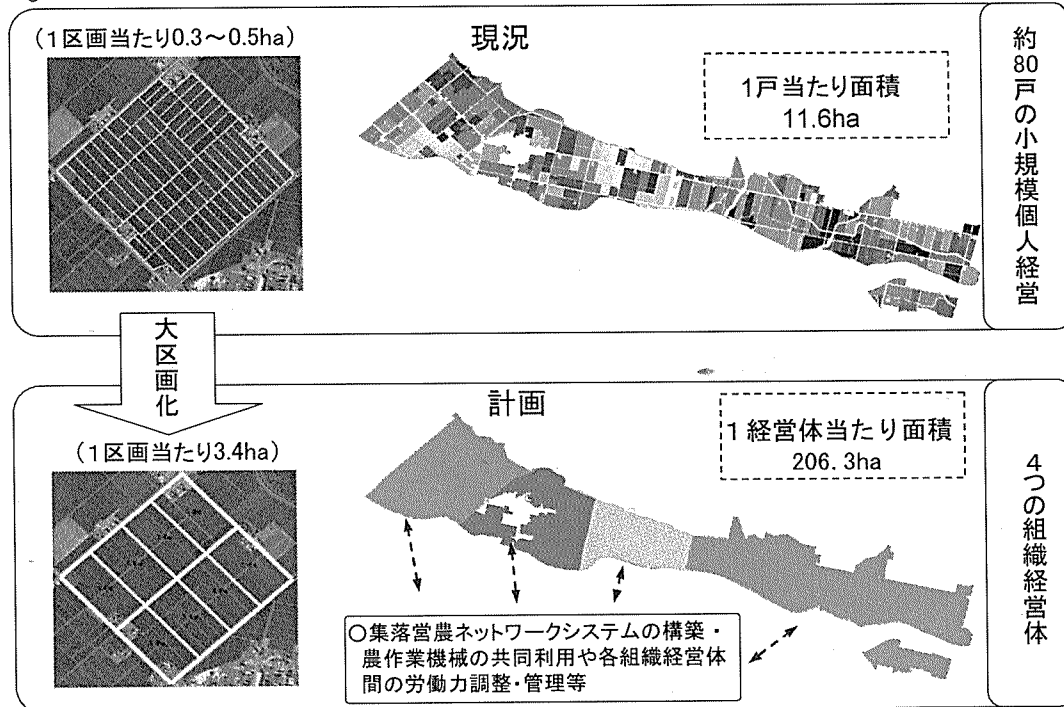 (1区画当たり0.3～0.5ha)
現況
1戸当たり面積
11.6ha
約80戸の小規模個人経営
大区画化
(1区画当たり3.4ha)
計画
1経営体当たり面積
206.3ha
4つの組織経営体
○集落営農ネットワークシステムの構築・
農作業機械の共同利用や各組織経営体
間の労働力調整・管理等